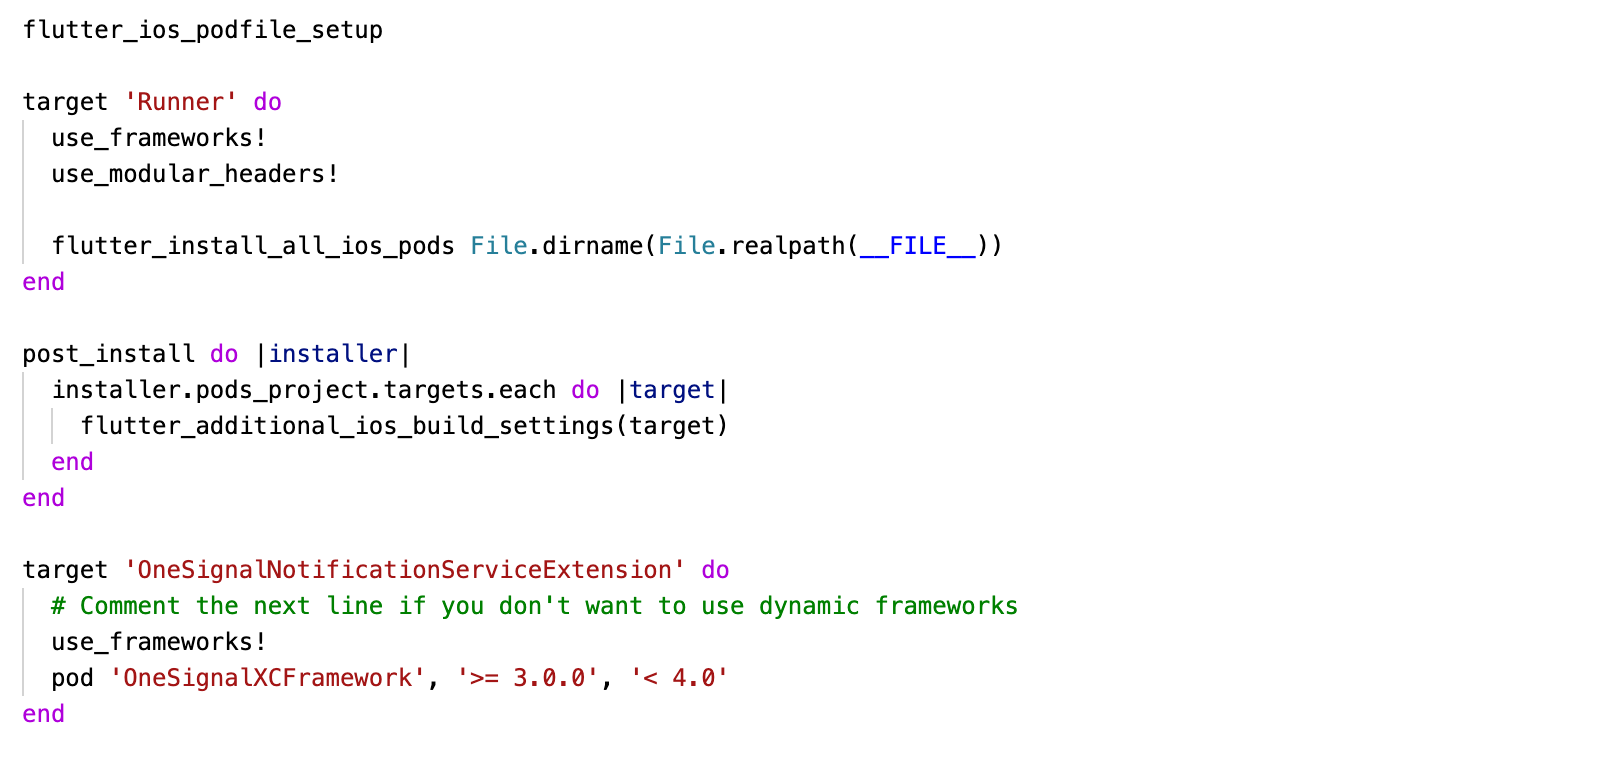 flutter_ios_podfile_setup

target 'Runner' do
  use_frameworks!
  use_modular_headers!

  flutter_install_all_ios_pods File.dirname(File.realpath(__FILE__))
end

post_install do |installer|
  installer.pods_project.targets.each do |target|
    flutter_additional_ios_build_settings(target)
  end
end

target 'OneSignalNotificationServiceExtension' do
  # Comment the next line if you don't want to use dynamic frameworks
  use_frameworks!
  pod 'OneSignalXCFramework', '>= 3.0.0', '< 4.0'
end